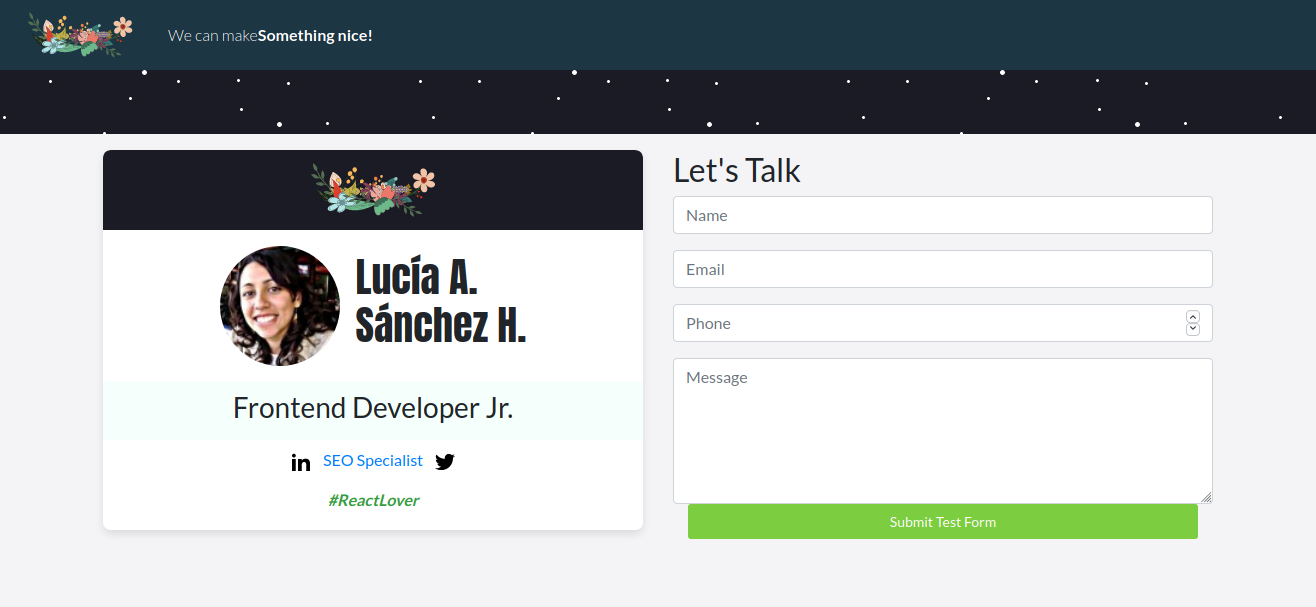 We can makeSomething nice!
Lucía A.
Sánchez H.
Frontend Developer Jr.
in SEO Specialist
#ReactLover
Let's Talk
Name
Email
Phone
Message
Submit Test Form